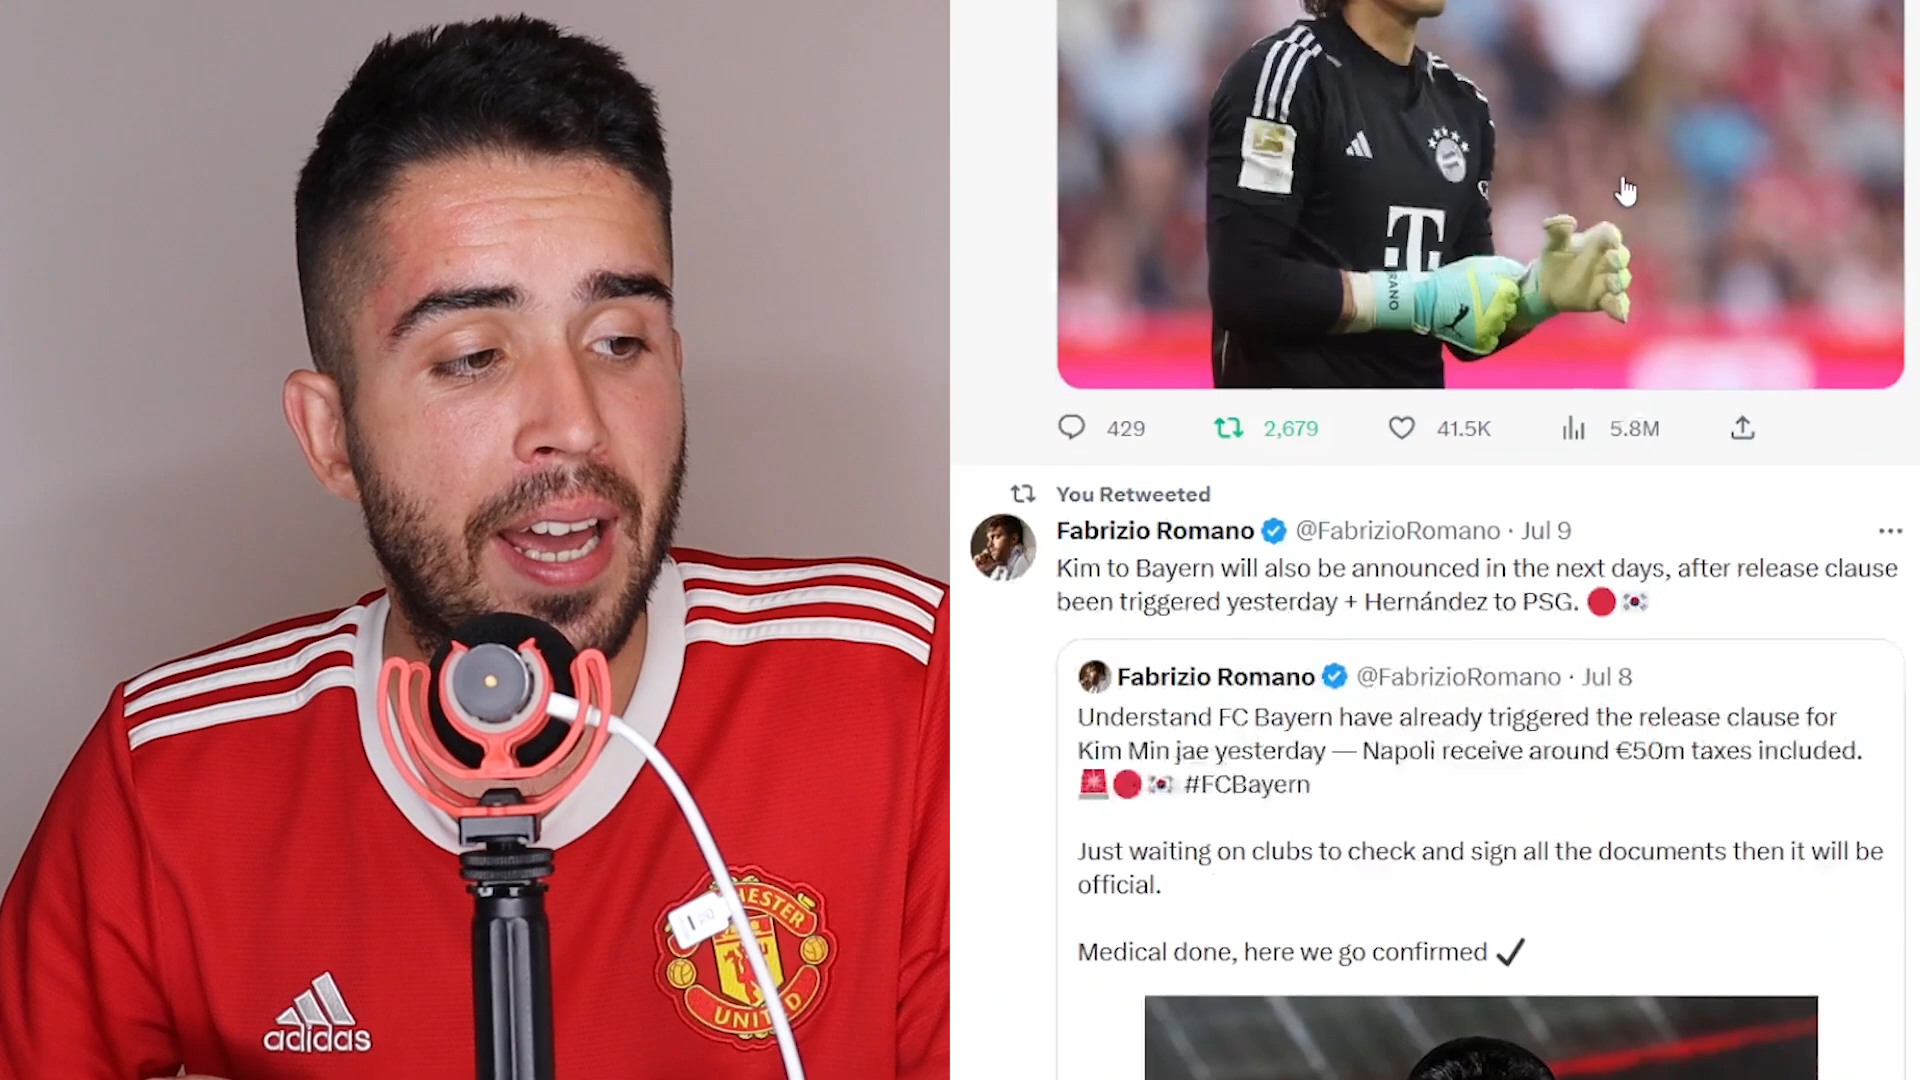 T
RANO
429 2,679 41.5K 5.8M
You Retweeted
Fabrizio Romano @FabrizioRomano · Jul 9
Kim to Bayern will also be announced in the next days, after release clause
been triggered yesterday + Hernández to PSG. 🔴🇰🇷
Fabrizio Romano @FabrizioRomano · Jul 8
Understand FC Bayern have already triggered the release clause for
Kim Min jae yesterday — Napoli receive around €50m taxes included.
🚨🔴🇰🇷 #FCBayern
Just waiting on clubs to check and sign all the documents then it will be
official.
Medical done, here we go confirmed ✔️
adidas
HESTER
UNITED